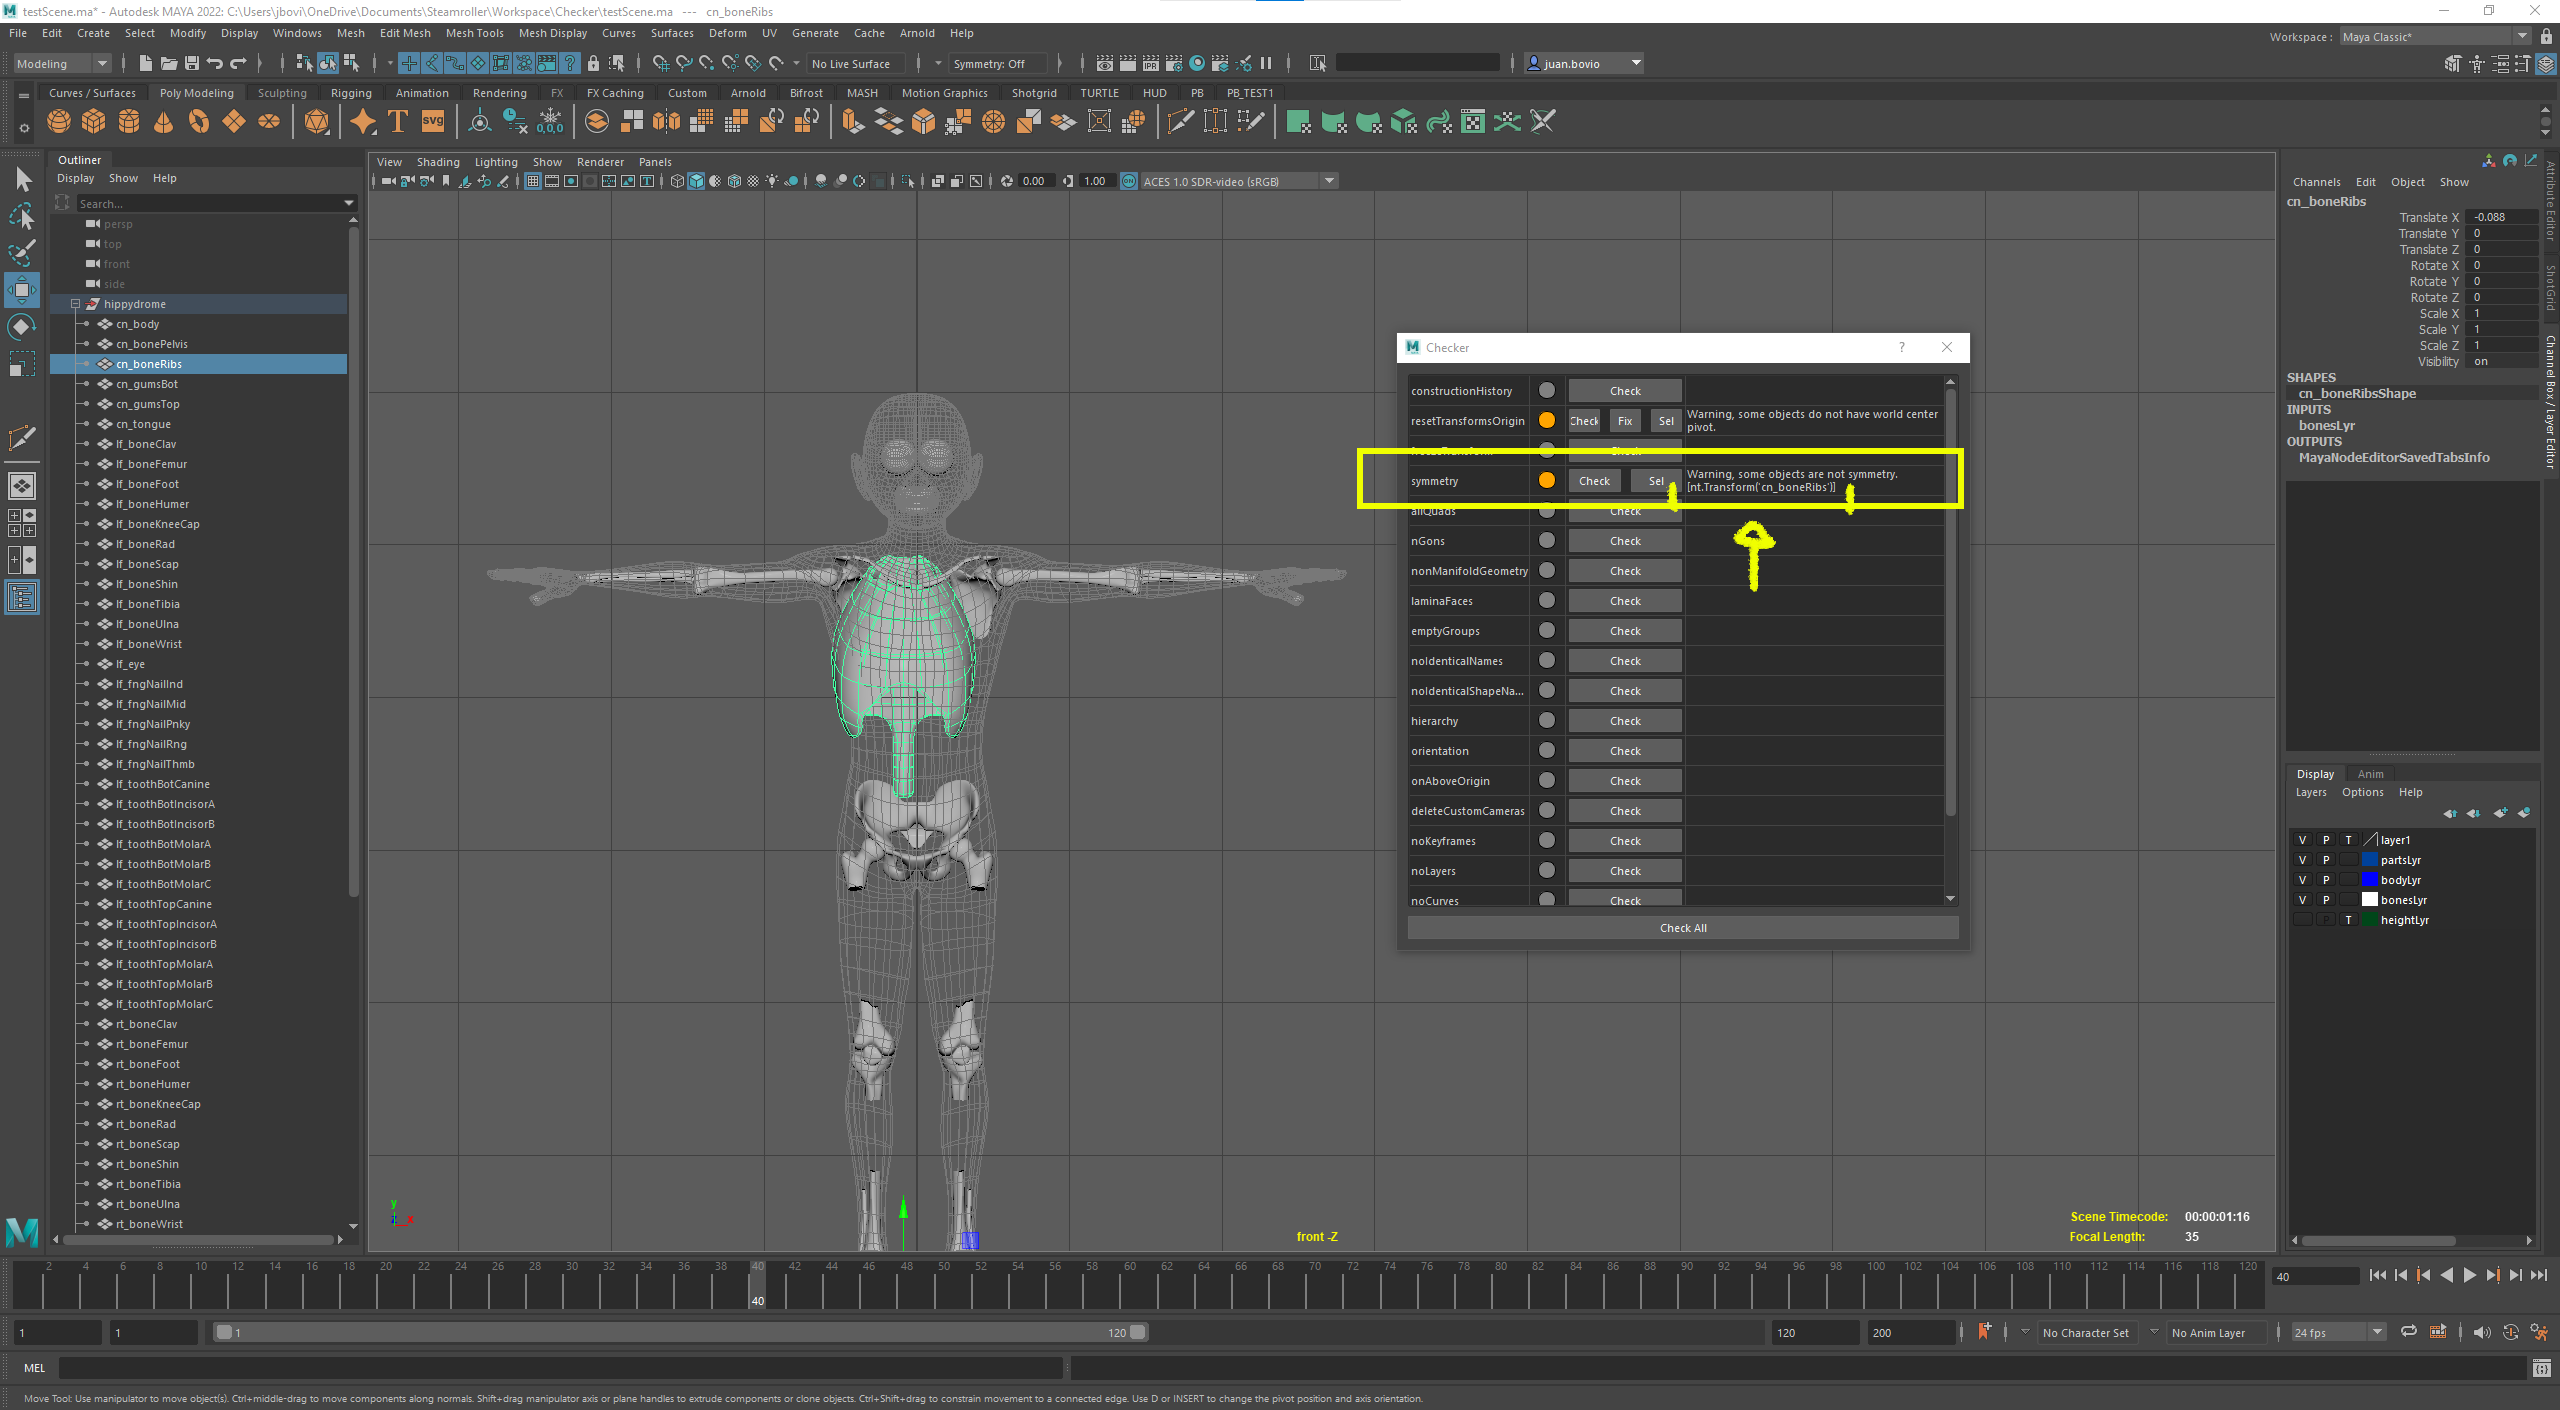 testScene.ma* - Autodesk MAYA 2022: C:\Users\jbovi\OneDrive\Documents\Steamroller\Workspace\Checker\testScene.ma --- cn_boneRibs
File Edit Create Select Modify Display Windows Mesh Edit Mesh Mesh Tools Mesh Display Curves Surfaces Deform UV Generate Cache Arnold Help
Workspace : Maya Classic*
Modeling No Live Surface Symmetry: Off juan.bovio
Curves / Surfaces Poly Modeling Sculpting Rigging Animation Rendering FX FX Caching Custom Arnold Bifrost MASH Motion Graphics Shotgrid TURTLE HUD PB PB_TEST1
T SVG 0,0,0
Outliner
Display Show Help
Search...
persp
top
front
side
hippydrome
cn_body
cn_bonePelvis
cn_boneRibs
cn_gumsBot
cn_gumsTop
cn_tongue
lf_boneClav
lf_boneFemur
lf_boneFoot
lf_boneHumer
lf_boneKneeCap
lf_boneRad
lf_boneScap
lf_boneShin
lf_boneTibia
lf_boneUlna
lf_boneWrist
lf_eye
lf_fngNailInd
lf_fngNailMid
lf_fngNailPnky
lf_fngNailRng
lf_fngNailThmb
lf_toothBotCanine
lf_toothBotIncisorA
lf_toothBotIncisorB
lf_toothBotMolarA
lf_toothBotMolarB
lf_toothBotMolarC
lf_toothTopCanine
lf_toothTopIncisorA
lf_toothTopIncisorB
lf_toothTopMolarA
lf_toothTopMolarB
lf_toothTopMolarC
rt_boneClav
rt_boneFemur
rt_boneFoot
rt_boneHumer
rt_boneKneeCap
rt_boneRad
rt_boneScap
rt_boneShin
rt_boneTibia
rt_boneUlna
rt_boneWrist
View Shading Lighting Show Renderer Panels
0.00 1.00 ACES 1.0 SDR-video (sRGB)
y
z x
front -Z
Scene Timecode: 00:00:01:16
Focal Length: 35
Checker ?
constructionHistory Check
resetTransformsOrigin Check Fix Sel Warning, some objects do not have world center
pivot.
Check
symmetry Check Sel Warning, some objects are not symmetry.
[nt.Transform('cn_boneRibs')]
allQuads Check
nGons Check
nonManifoldGeometry Check
laminaFaces Check
emptyGroups Check
noIdenticalNames Check
noIdenticalShapeNa... Check
hierarchy Check
orientation Check
onAboveOrigin Check
deleteCustomCameras Check
noKeyframes Check
noLayers Check
noCurves Check
Check All
Channels Edit Object Show
cn_boneRibs
Translate X -0.088
Translate Y 0
Translate Z 0
Rotate X 0
Rotate Y 0
Rotate Z 0
Scale X 1
Scale Y 1
Scale Z 1
Visibility on
SHAPES
cn_boneRibsShape
INPUTS
bonesLyr
OUTPUTS
MayaNodeEditorSavedTabsInfo
Attribute Editor
ShotGrid
Channel Box / Layer Editor
Display Anim
Layers Options Help
V P T layer1
V P partsLyr
V P bodyLyr
V P bonesLyr
P T heightLyr
2 4 6 8 10 12 14 16 18 20 22 24 26 28 30 32 34 36 38 40 42 44 46 48 50 52 54 56 58 60 62 64 66 68 70 72 74 76 78 80 82 84 86 88 90 92 94 96 98 100 102 104 106 108 110 112 114 116 118 120
40
40
1 1 1 120 120 200 No Character Set No Anim Layer 24 fps
MEL
Move Tool: Use manipulator to move object(s). Ctrl+middle-drag to move components along normals. Shift+drag manipulator axis or plane handles to extrude components or clone objects. Ctrl+Shift+drag to constrain movement to a connected edge. Use D or INSERT to change the pivot position and axis orientation.